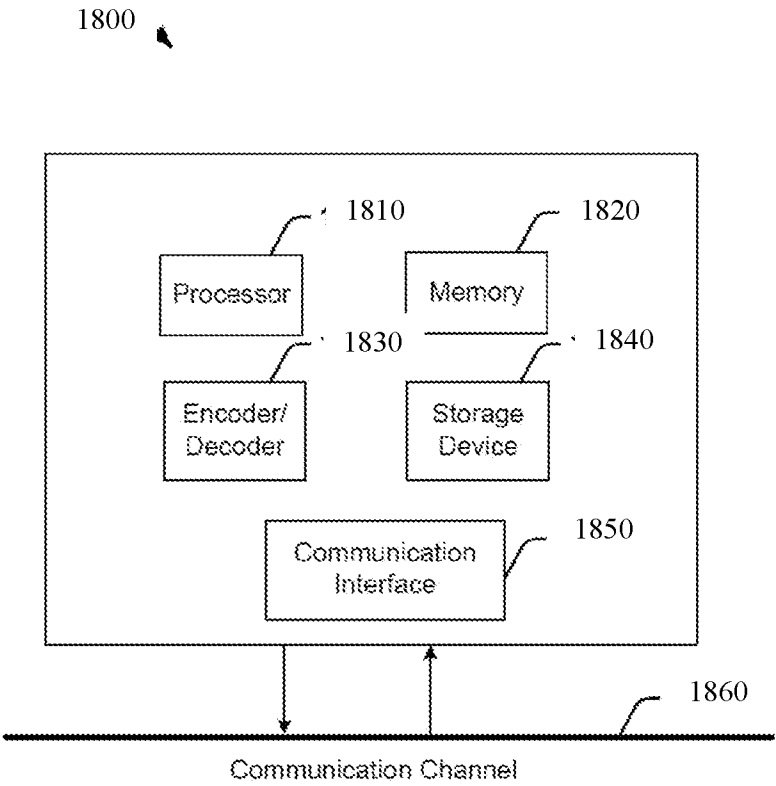 1800
1810
1820
Processor
Memory
1830
1840
Encoder/
Decoder
Storage
Device
1850
Communication
Interface
1860
Communication Channel